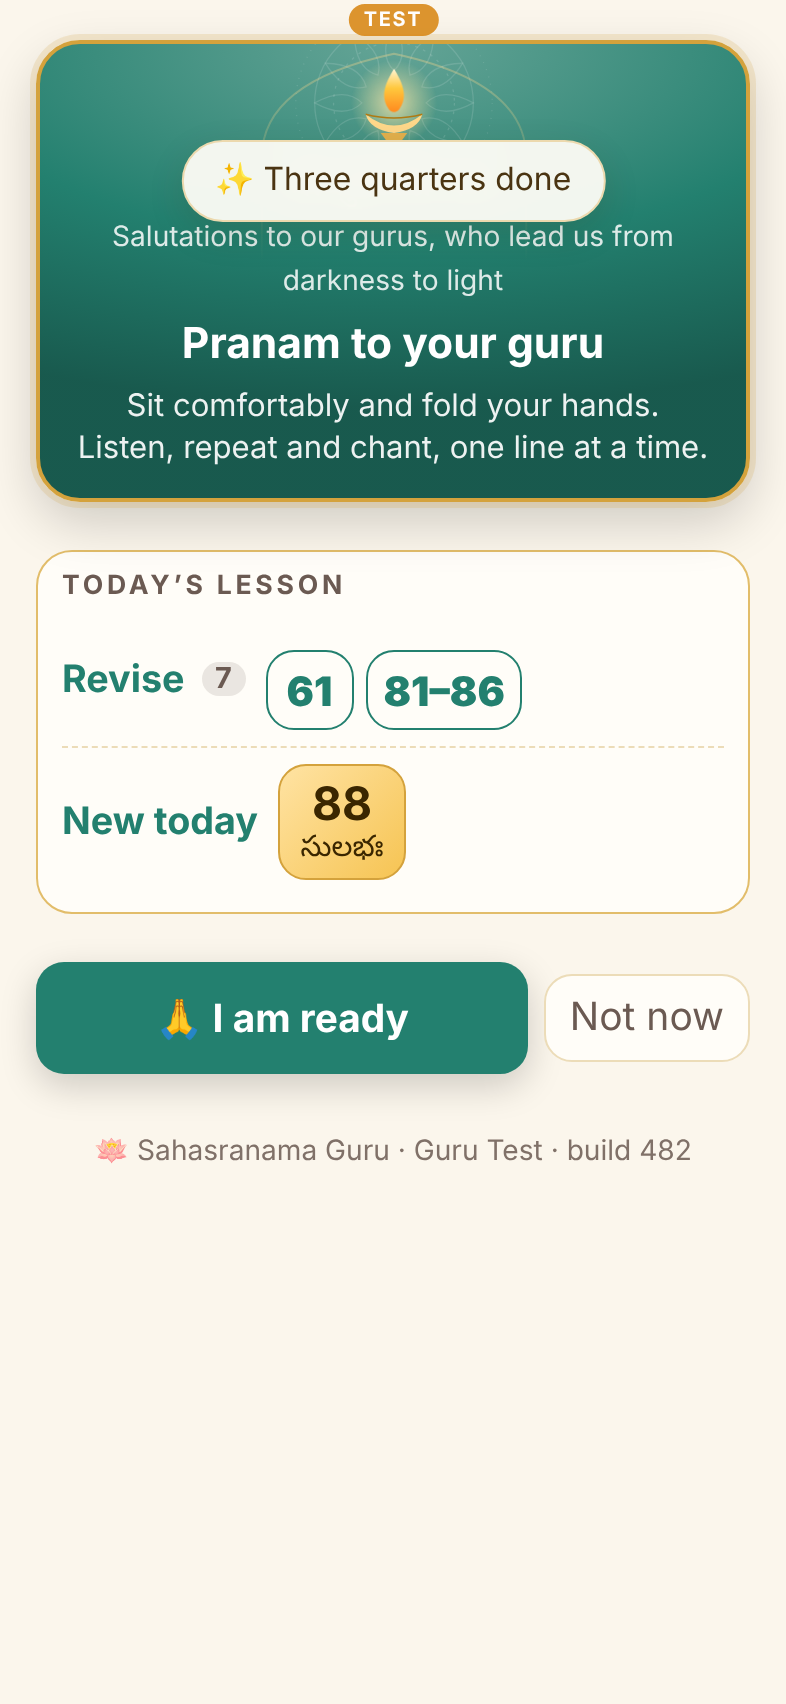 TEST
✨ Three quarters done
Salutations to our gurus, who lead us from
darkness to light
Pranam to your guru
Sit comfortably and fold your hands.
Listen, repeat and chant, one line at a time.
TODAY’S LESSON
Revise 7 61 81–86
New today 88
సులభః
🙏 I am ready Not now
🪷 Sahasranama Guru · Guru Test · build 482